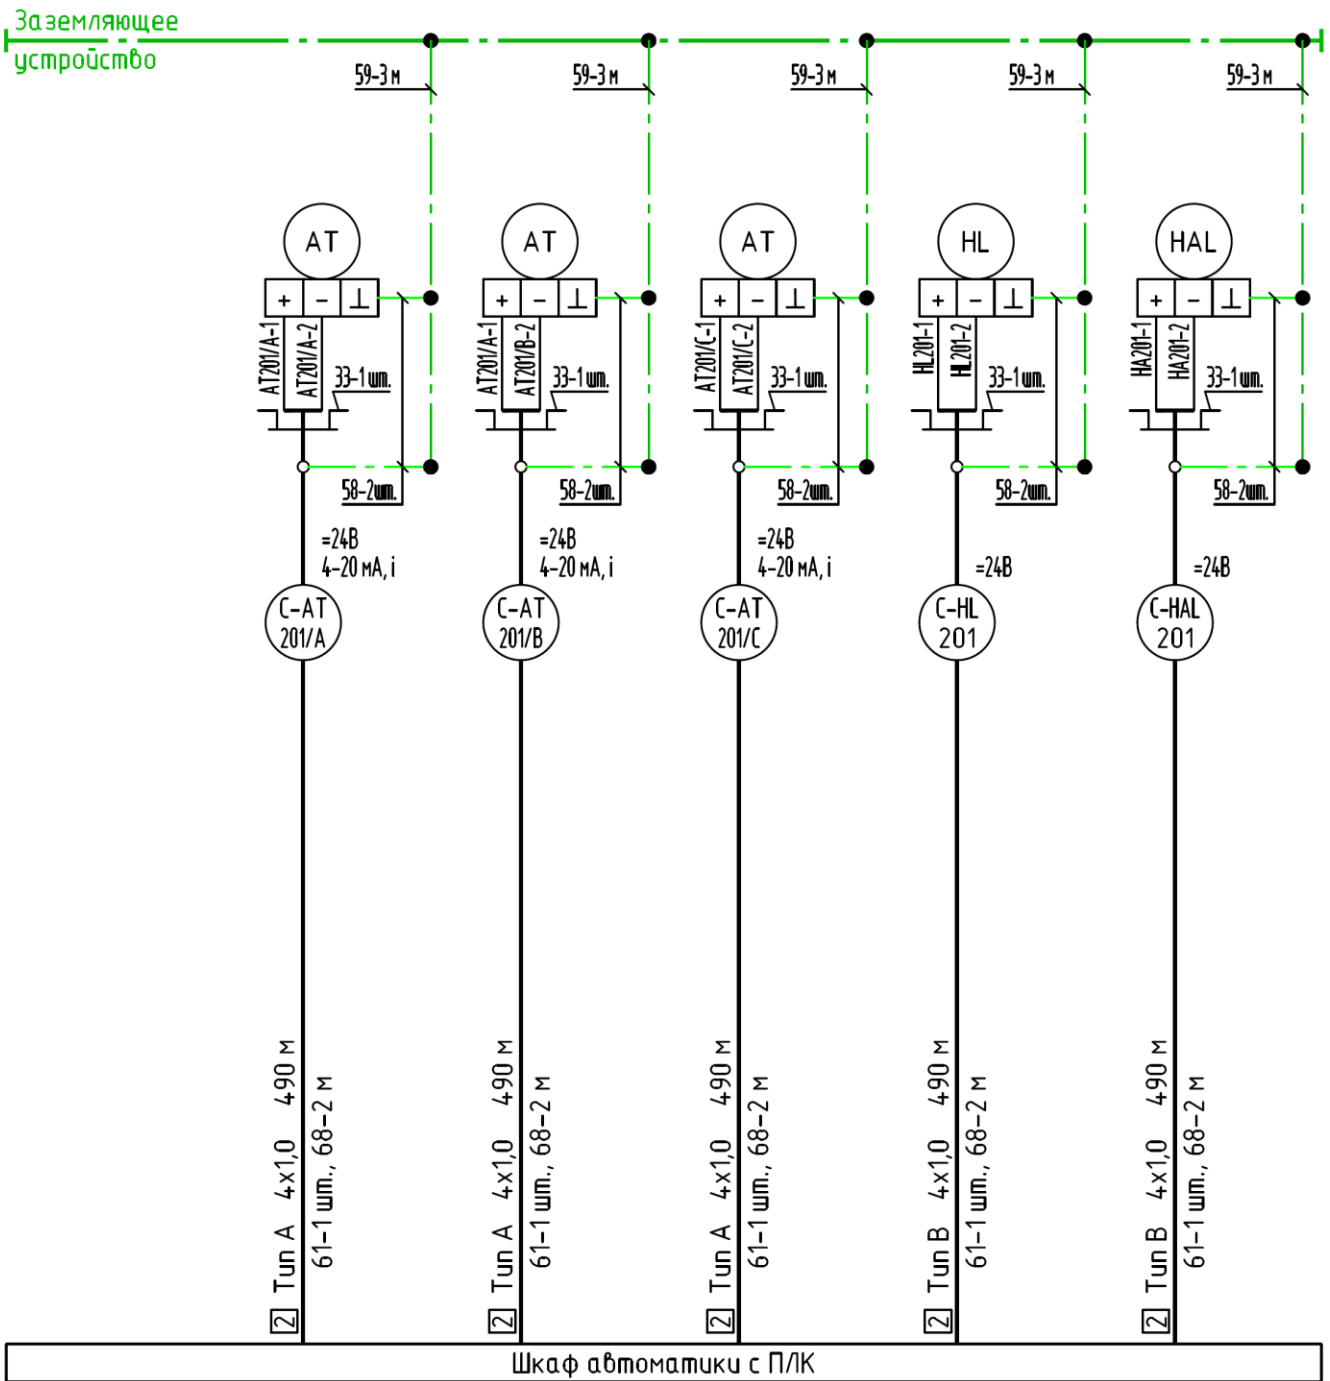 Заземляющее
устройство
59-3 м
59-3 м
59-3 м
59-3 м
59-3 м
AT
AT
AT
HL
HAL
+ - ⊥
+ - ⊥
+ - ⊥
+ - ⊥
+ - ⊥
AT201/A-1
AT201/A-2
33-1 шт.
AT201/A-1
AT201/B-2
33-1 шт.
AT201/C-1
AT201/C-2
33-1 шт.
HL201-1
HL201-2
33-1 шт.
HA201-1
HA201-2
33-1 шт.
58-2шт.
58-2шт.
58-2шт.
58-2шт.
58-2шт.
=24В
4-20 мА, i
=24В
4-20 мА, i
=24В
4-20 мА, i
=24В
=24В
C-AT
201/A
C-AT
201/B
C-AT
201/C
C-HL
201
C-HAL
201
2 Тип A 4x1,0 490 м
61-1 шт., 68-2 м
2 Тип A 4x1,0 490 м
61-1 шт., 68-2 м
2 Тип A 4x1,0 490 м
61-1 шт., 68-2 м
2 Тип B 4x1,0 490 м
61-1 шт., 68-2 м
2 Тип B 4x1,0 490 м
61-1 шт., 68-2 м
Шкаф автоматики с ПЛК